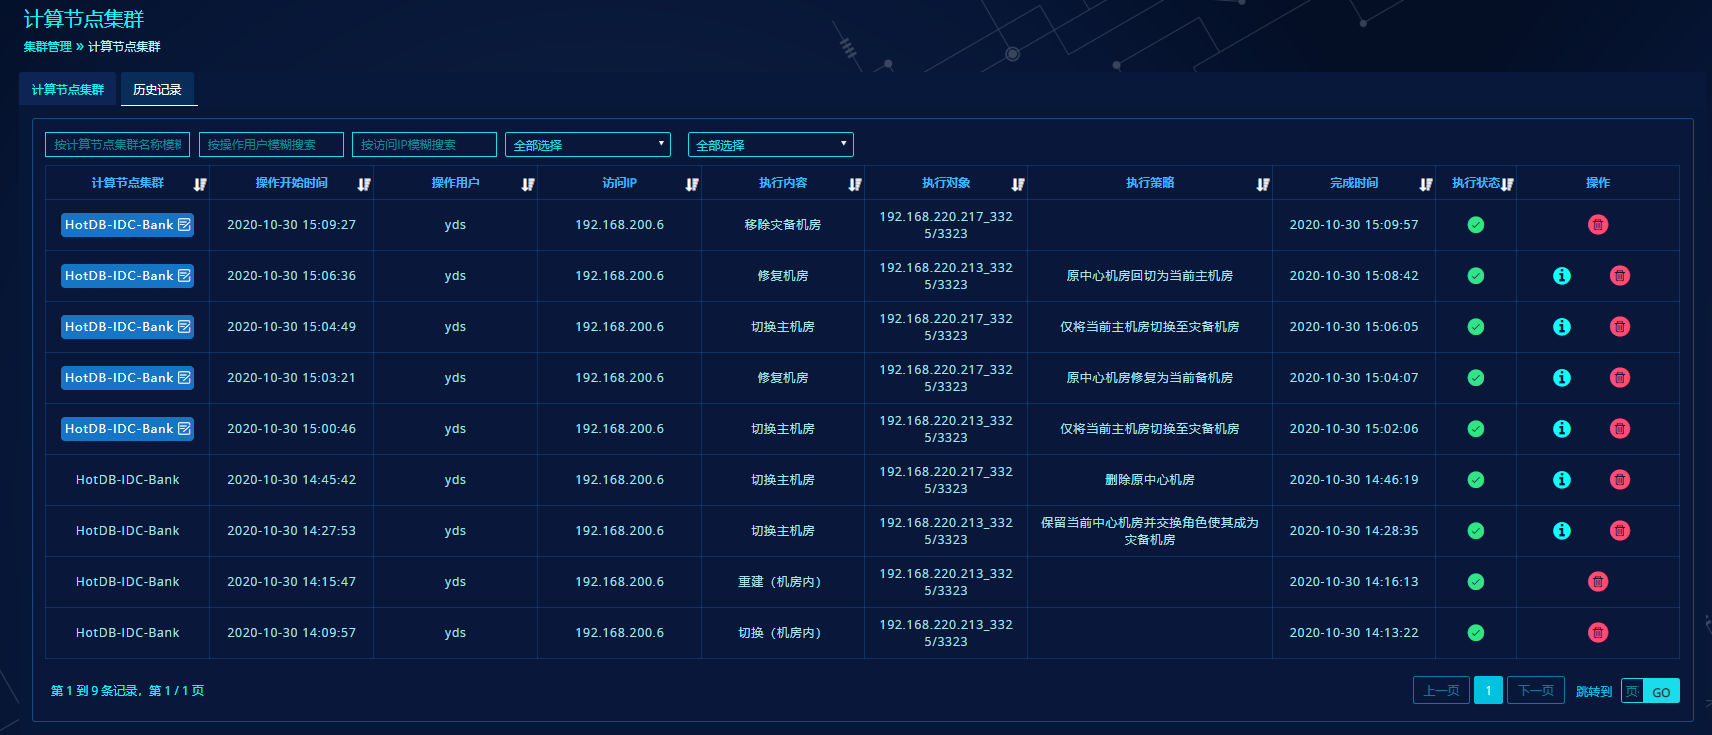 计算节点集群
集群管理 » 计算节点集群
计算节点集群 历史记录
按计算节点集群名称模糊 按操作用户模糊搜索 按访问IP模糊搜索 全部选择 全部选择
计算节点集群 操作开始时间 操作用户 访问IP 执行内容 执行对象 执行策略 完成时间 执行状态 操作
HotDB-IDC-Bank 2020-10-30 15:09:27 yds 192.168.200.6 移除灾备机房 192.168.220.217_332 2020-10-30 15:09:57
5/3323
HotDB-IDC-Bank 2020-10-30 15:06:36 yds 192.168.200.6 修复机房 192.168.220.213_332 原中心机房回切为当前主机房 2020-10-30 15:08:42
5/3323
HotDB-IDC-Bank 2020-10-30 15:04:49 yds 192.168.200.6 切换主机房 192.168.220.217_332 仅将当前主机房切换至灾备机房 2020-10-30 15:06:05
5/3323
HotDB-IDC-Bank 2020-10-30 15:03:21 yds 192.168.200.6 修复机房 192.168.220.217_332 原中心机房修复为当前备机房 2020-10-30 15:04:07
5/3323
HotDB-IDC-Bank 2020-10-30 15:00:46 yds 192.168.200.6 切换主机房 192.168.220.213_332 仅将当前主机房切换至灾备机房 2020-10-30 15:02:06
5/3323
HotDB-IDC-Bank 2020-10-30 14:45:42 yds 192.168.200.6 切换主机房 192.168.220.217_332 删除原中心机房 2020-10-30 14:46:19
5/3323
HotDB-IDC-Bank 2020-10-30 14:27:53 yds 192.168.200.6 切换主机房 192.168.220.213_332 保留当前中心机房并交换角色使其成为 2020-10-30 14:28:35
5/3323 灾备机房
HotDB-IDC-Bank 2020-10-30 14:15:47 yds 192.168.200.6 重建（机房内） 192.168.220.213_332 2020-10-30 14:16:13
5/3323
HotDB-IDC-Bank 2020-10-30 14:09:57 yds 192.168.200.6 切换（机房内） 192.168.220.213_332 2020-10-30 14:13:22
5/3323
第 1 到 9 条记录，第 1 / 1 页 上一页 1 下一页 跳转到 页 GO